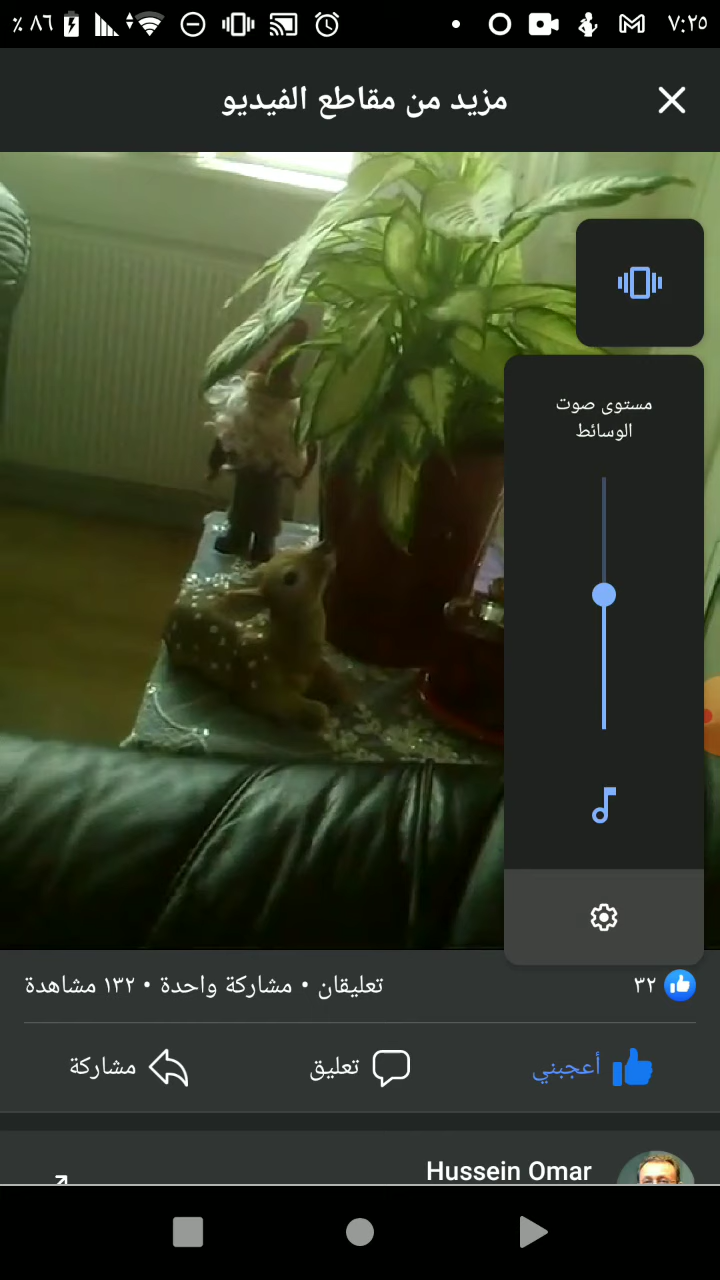 ٪ ٨٦
٧:٢٥
مزيد من مقاطع الفيديو
مستوى صوت
الوسائط
٣٢
تعليقان • مشاركة واحدة • ١٣٢ مشاهدة
أعجبني
تعليق
مشاركة
Hussein Omar